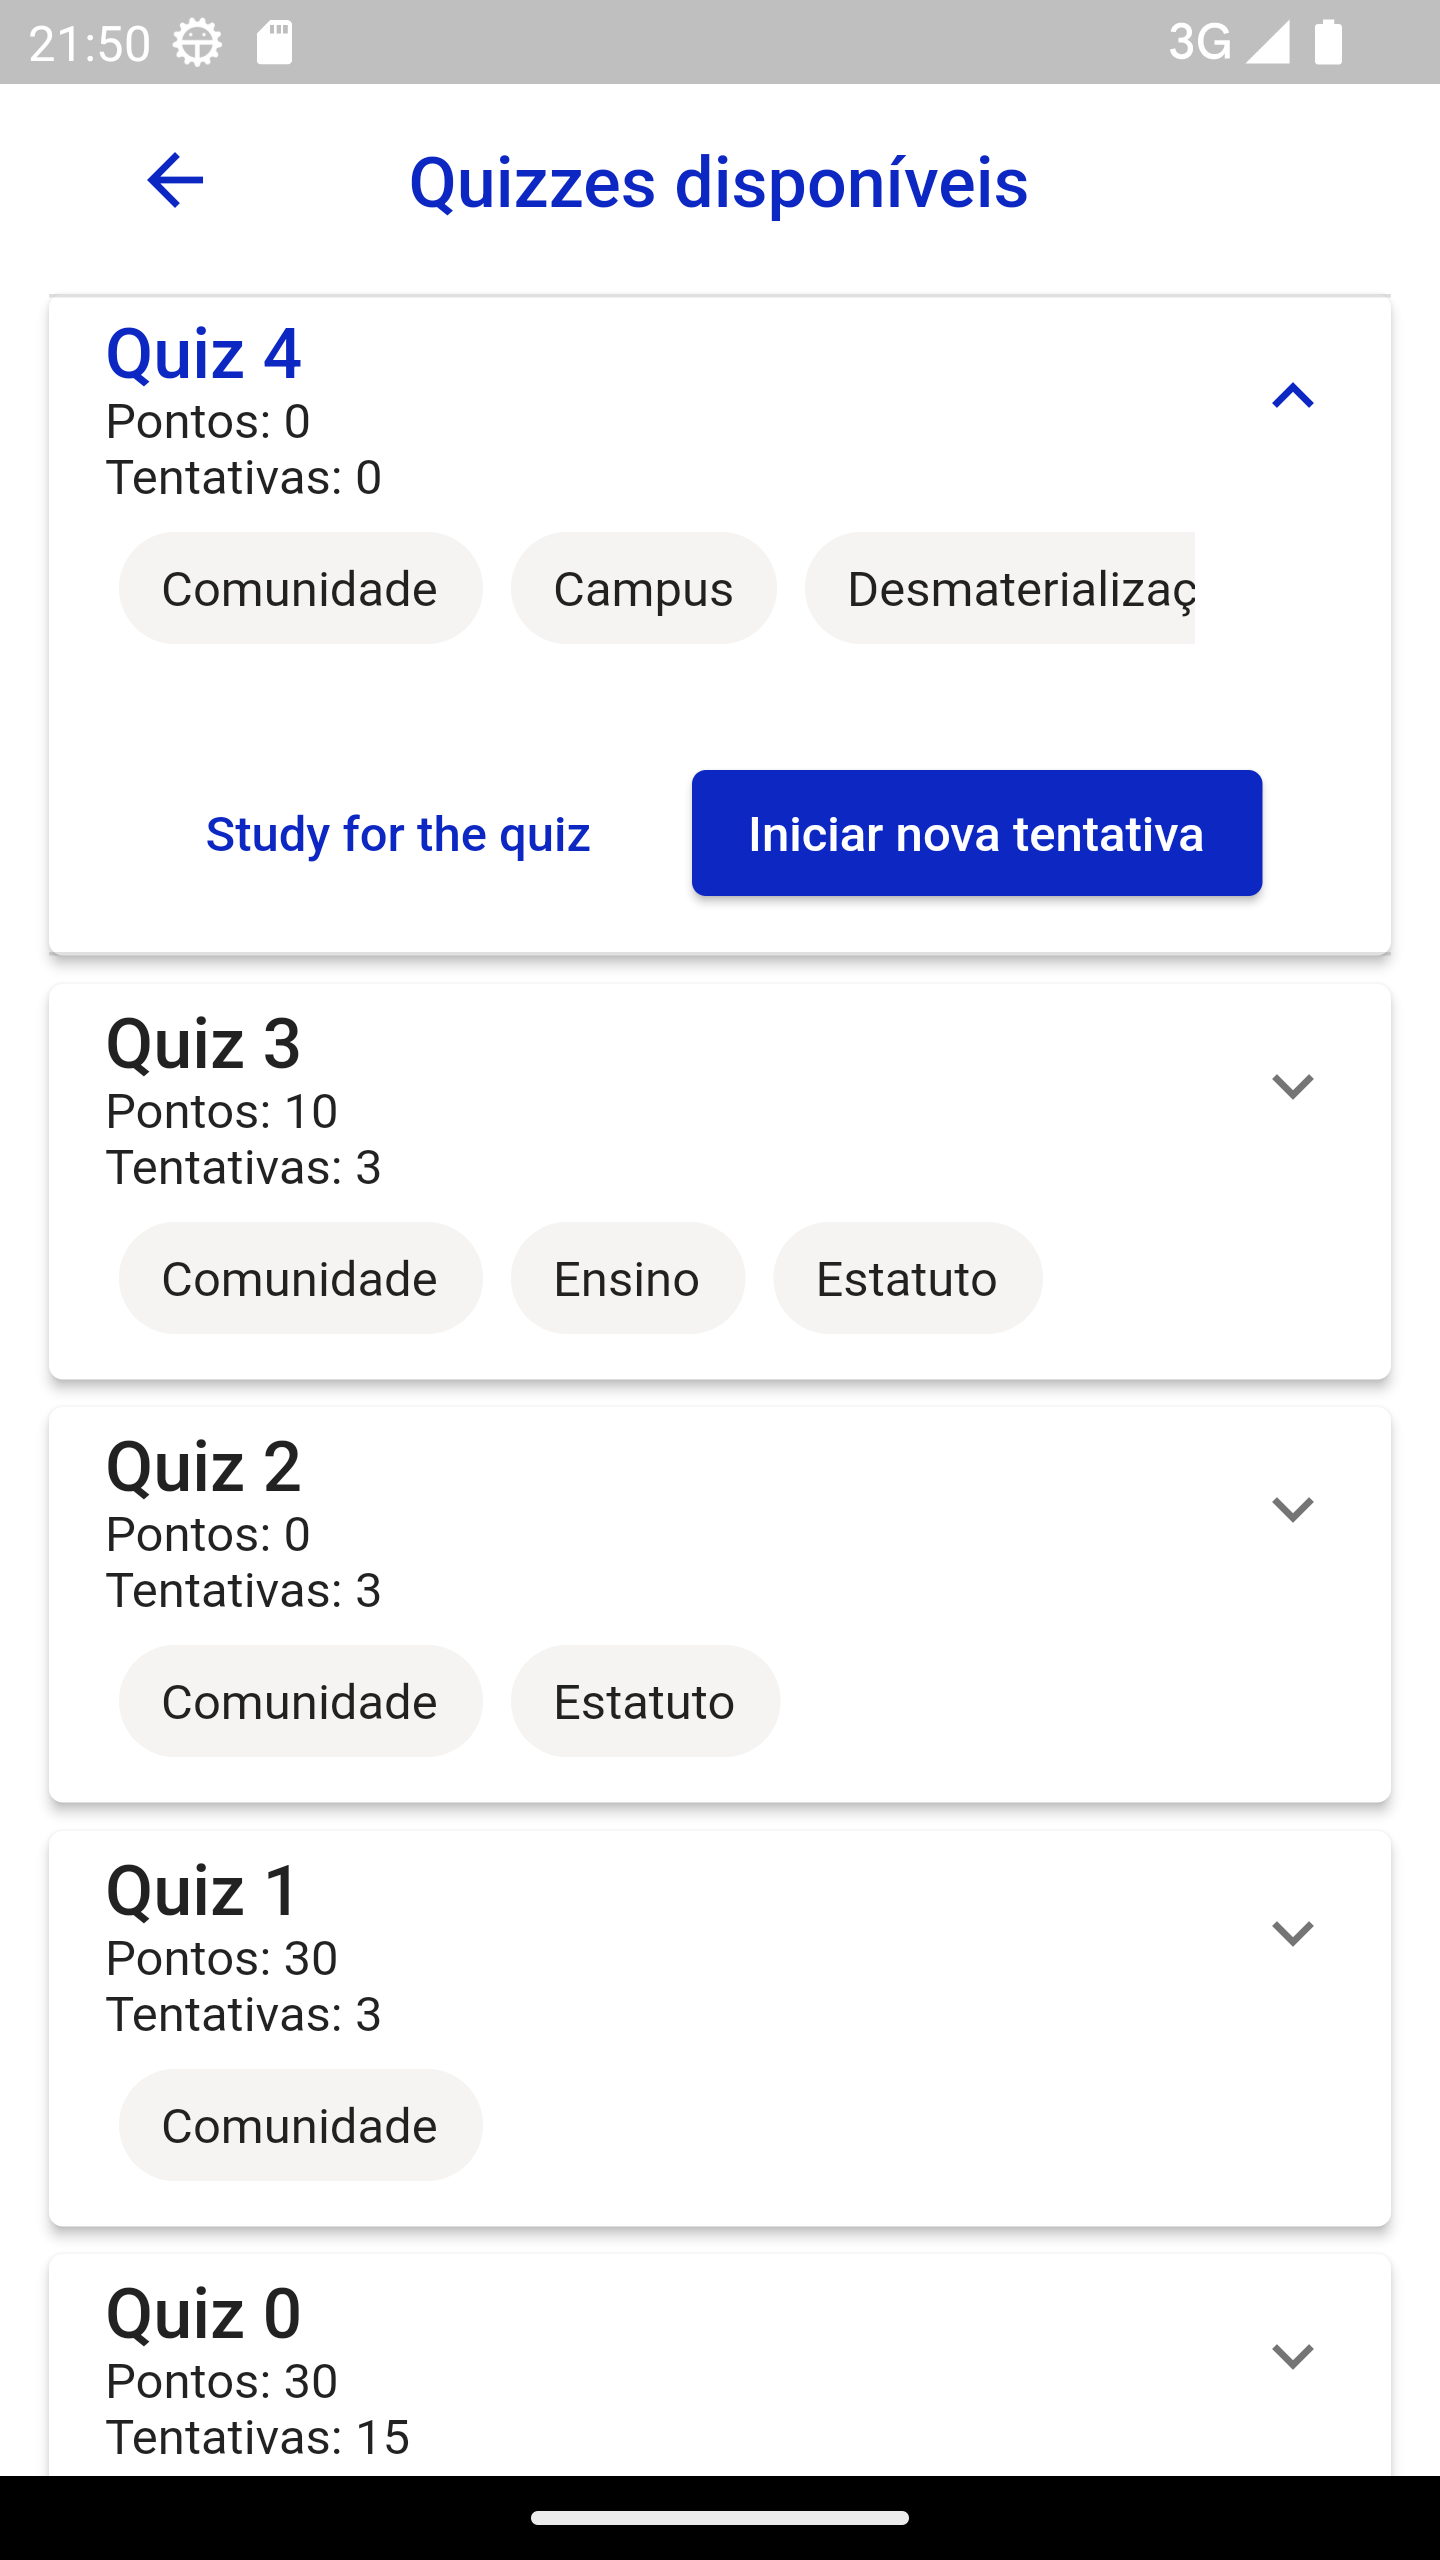 21:50 3G
Quizzes disponíveis
Quiz 4
Pontos: 0
Tentativas: 0
Comunidade Campus Desmaterializaç
Study for the quiz Iniciar nova tentativa
Quiz 3
Pontos: 10
Tentativas: 3
Comunidade Ensino Estatuto
Quiz 2
Pontos: 0
Tentativas: 3
Comunidade Estatuto
Quiz 1
Pontos: 30
Tentativas: 3
Comunidade
Quiz 0
Pontos: 30
Tentativas: 15